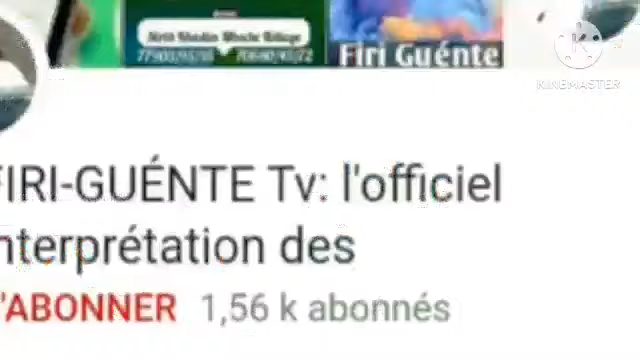 Firi Guénte
KINEMASTER
FIRI-GUÉNTE Tv: l'officiel
nterprétation des
'ABONNER 1,56 k abonnés